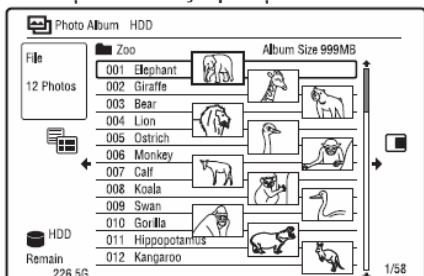 Photo Album HDD
File
12 Photos
Zoo Album Size 999MB
001 Elephant
002 Giraffe
003 Bear
004 Lion
005 Ostrich
006 Monkey
007 Calf
008 Koala
009 Swan
010 Gorilla
011 Hippopotamus
012 Kangaroo
HDD
Remain
226.5G
1/58